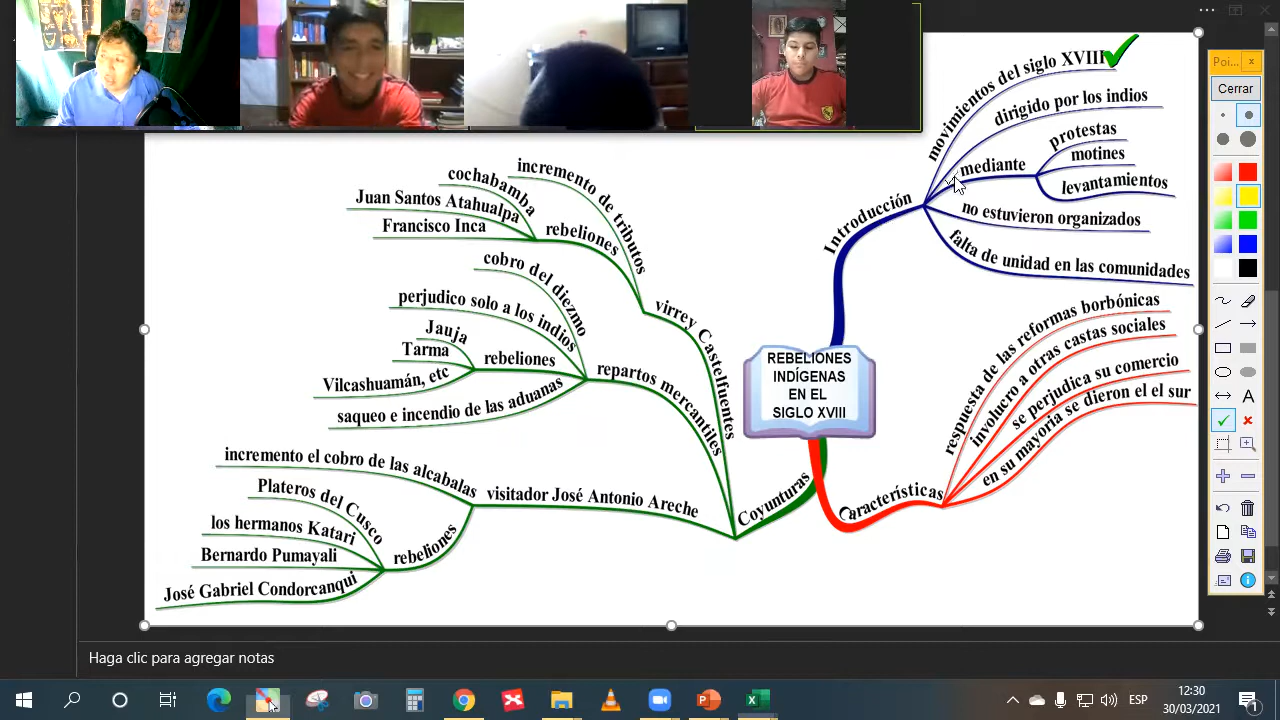 Poi...
Cerrar
A
REBELIONES
INDÍGENAS
EN EL
SIGLO XVIII
Introducción
movimientos del siglo XVIII
dirigido por los indios
mediante
protestas
motines
levantamientos
no estuvieron organizados
falta de unidad en las comunidades
Características
respuesta de las reformas borbónicas
involucro a otras castas sociales
se perjudica su comercio
en su mayoria se dieron el el sur
Coyunturas
virrey Castelfuentes
incremento de tributos
rebeliones
cochabamba
Juan Santos Atahualpa
Francisco Inca
repartos mercantiles
cobro del diezmo
perjudico solo a los indios
rebeliones
Jauja
Tarma
Vilcashuamán, etc
saqueo e incendio de las aduanas
visitador José Antonio Areche
incremento el cobro de las alcabalas
rebeliones
Plateros del Cusco
los hermanos Katari
Bernardo Pumayali
José Gabriel Condorcanqui
Haga clic para agregar notas
ESP
12:30
30/03/2021
1